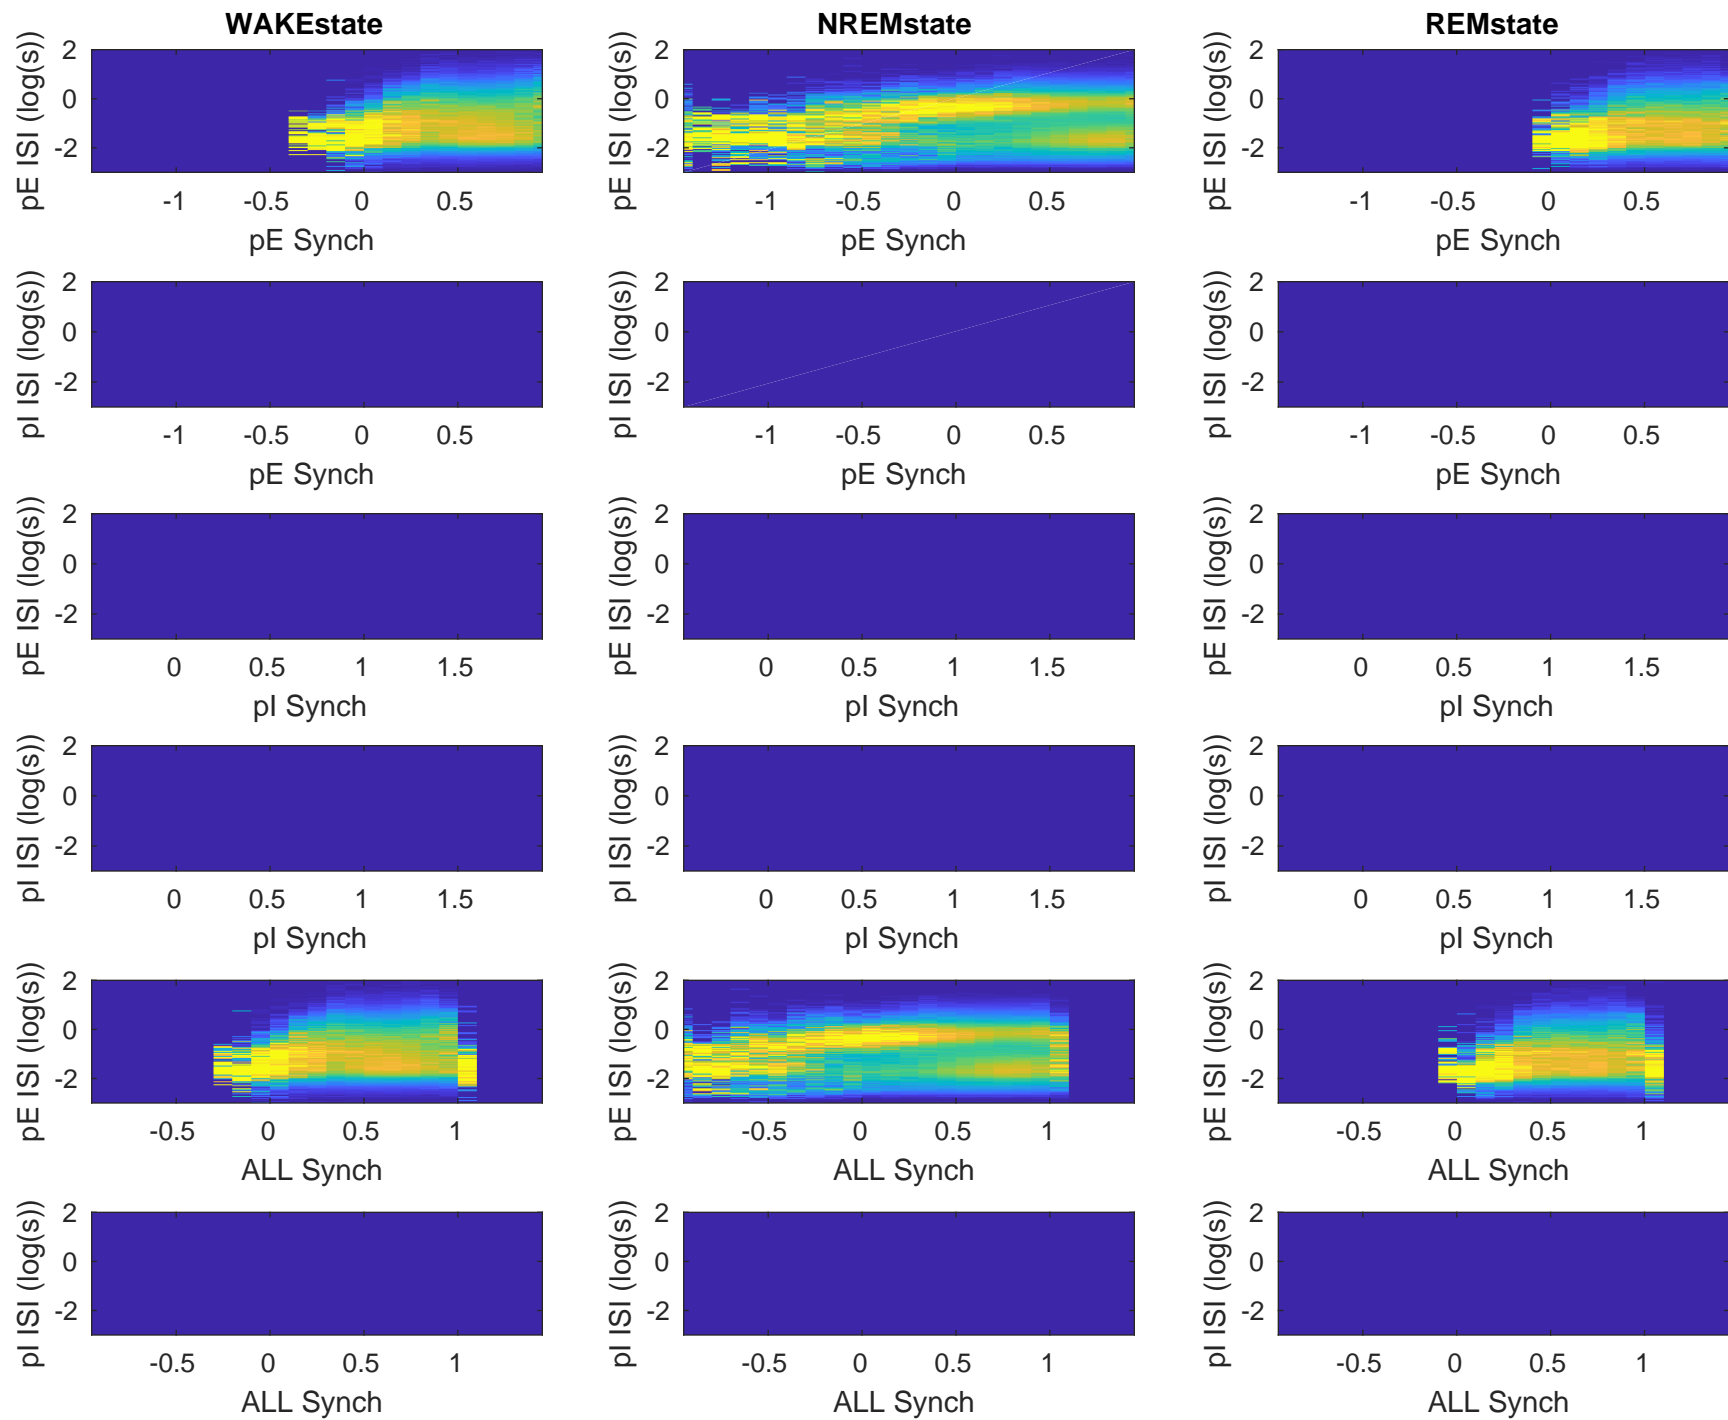 WAKEstate NREMstate REMstate
pE ISI (log(s)) 2 0 -2 pE ISI (log(s)) 2 0 -2 pE ISI (log(s)) 2 0 -2
-1 -0.5 0 0.5 -1 -0.5 0 0.5 -1 -0.5 0 0.5
pE Synch pE Synch pE Synch
pI ISI (log(s)) 2 0 -2 pI ISI (log(s)) 2 0 -2 pI ISI (log(s)) 2 0 -2
-1 -0.5 0 0.5 -1 -0.5 0 0.5 -1 -0.5 0 0.5
pE Synch pE Synch pE Synch
pE ISI (log(s)) 2 0 -2 pE ISI (log(s)) 2 0 -2 pE ISI (log(s)) 2 0 -2
0 0.5 1 1.5 0 0.5 1 1.5 0 0.5 1 1.5
pI Synch pI Synch pI Synch
pI ISI (log(s)) 2 0 -2 pI ISI (log(s)) 2 0 -2 pI ISI (log(s)) 2 0 -2
0 0.5 1 1.5 0 0.5 1 1.5 0 0.5 1 1.5
pI Synch pI Synch pI Synch
pE ISI (log(s)) 2 0 -2 pE ISI (log(s)) 2 0 -2 pE ISI (log(s)) 2 0 -2
-0.5 0 0.5 1 -0.5 0 0.5 1 -0.5 0 0.5 1
ALL Synch ALL Synch ALL Synch
pI ISI (log(s)) 2 0 -2 pI ISI (log(s)) 2 0 -2 pI ISI (log(s)) 2 0 -2
-0.5 0 0.5 1 -0.5 0 0.5 1 -0.5 0 0.5 1
ALL Synch ALL Synch ALL Synch